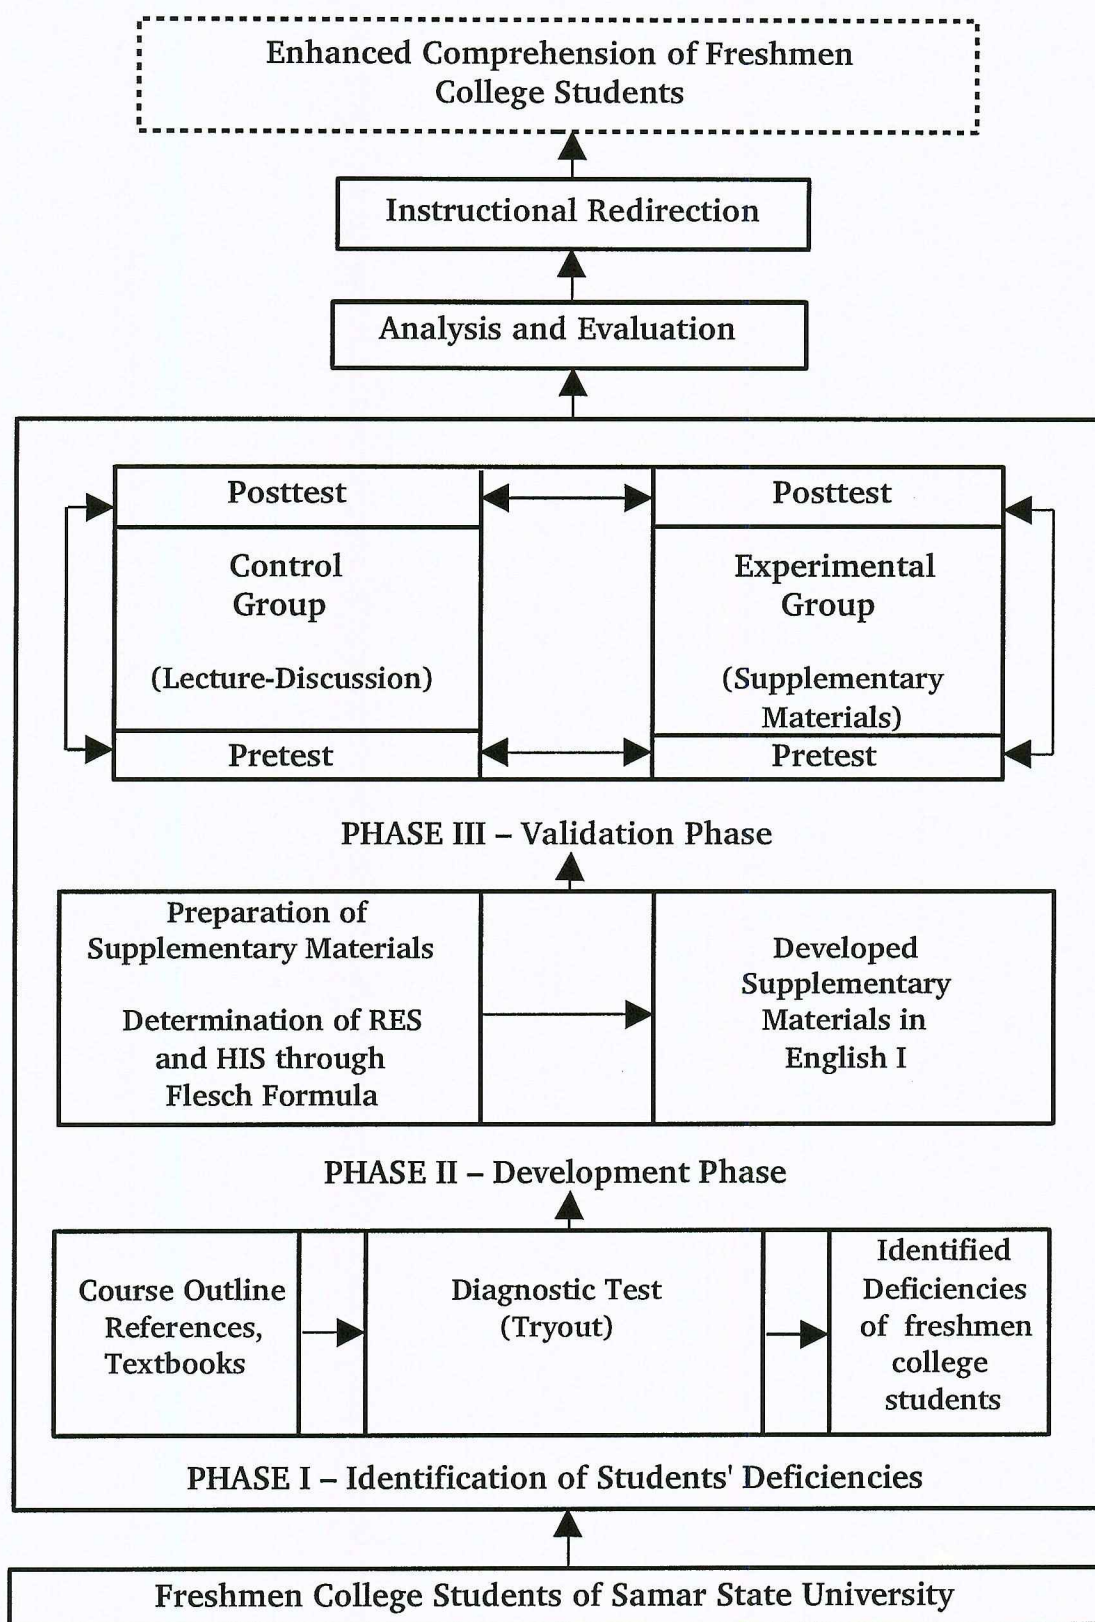 Enhanced Comprehension of Freshmen
College Students
Instructional Redirection
Analysis and Evaluation
Posttest
Control
Group
(Lecture-Discussion)
Pretest
Posttest
Experimental
Group
(Supplementary
Materials)
Pretest
PHASE III – Validation Phase
Preparation of
Supplementary Materials
Determination of RES
and HIS through
Flesch Formula
Developed
Supplementary
Materials in
English I
PHASE II – Development Phase
Course Outline
References,
Textbooks
Diagnostic Test
(Tryout)
Identified
Deficiencies
of freshmen
college
students
PHASE I – Identification of Students' Deficiencies
Freshmen College Students of Samar State University